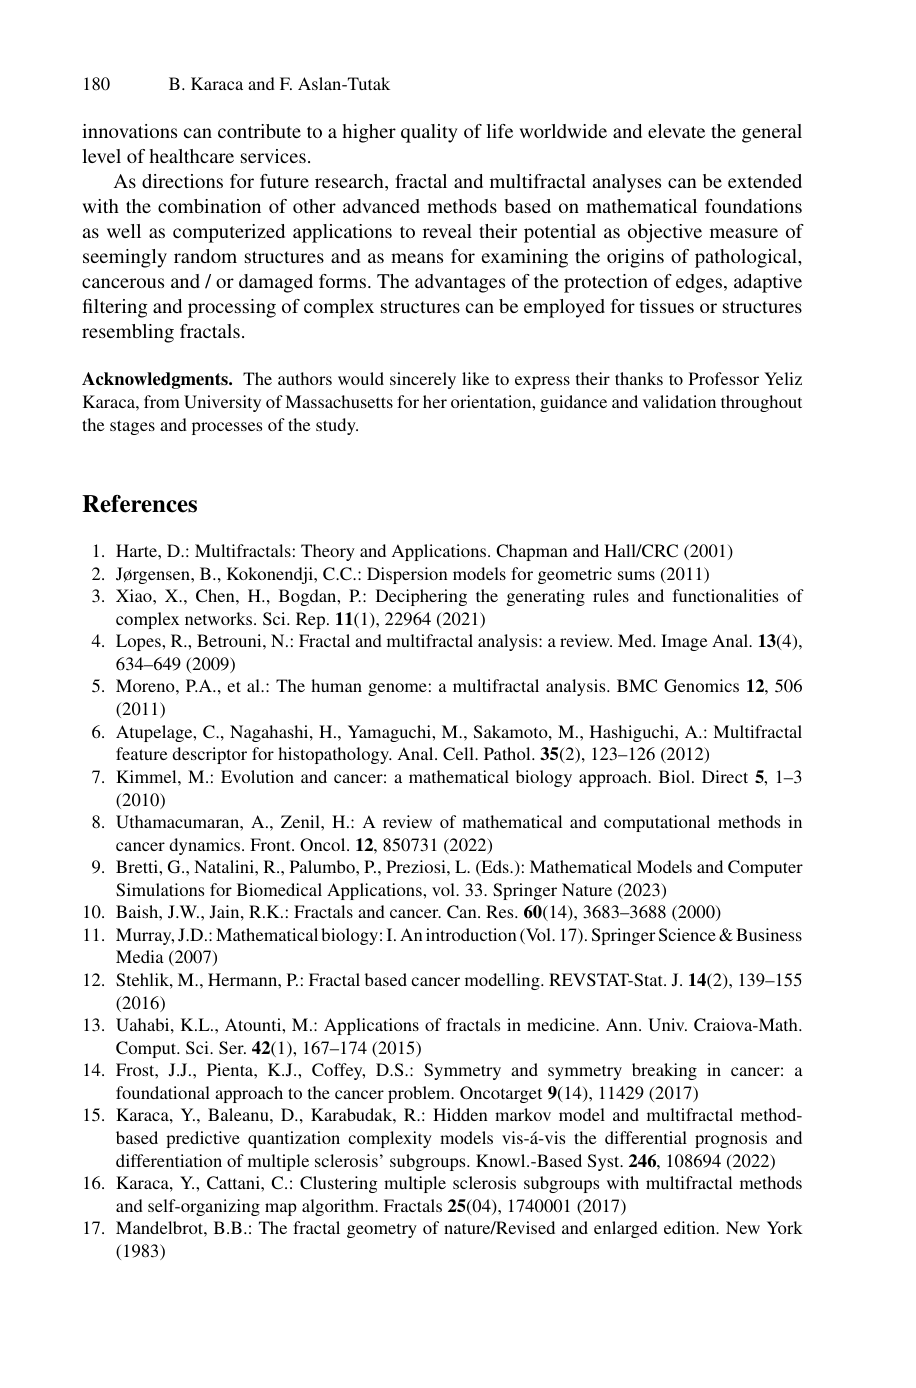 180 B. Karaca and F. Aslan-Tutak
innovations can contribute to a higher quality of life worldwide and elevate the general
level of healthcare services.
As directions for future research, fractal and multifractal analyses can be extended
with the combination of other advanced methods based on mathematical foundations
as well as computerized applications to reveal their potential as objective measure of
seemingly random structures and as means for examining the origins of pathological,
cancerous and / or damaged forms. The advantages of the protection of edges, adaptive
filtering and processing of complex structures can be employed for tissues or structures
resembling fractals.
Acknowledgments. The authors would sincerely like to express their thanks to Professor Yeliz
Karaca, from University of Massachusetts for her orientation, guidance and validation throughout
the stages and processes of the study.
References
1. Harte, D.: Multifractals: Theory and Applications. Chapman and Hall/CRC (2001)
2. Jørgensen, B., Kokonendji, C.C.: Dispersion models for geometric sums (2011)
3. Xiao, X., Chen, H., Bogdan, P.: Deciphering the generating rules and functionalities of
complex networks. Sci. Rep. 11(1), 22964 (2021)
4. Lopes, R., Betrouni, N.: Fractal and multifractal analysis: a review. Med. Image Anal. 13(4),
634–649 (2009)
5. Moreno, P.A., et al.: The human genome: a multifractal analysis. BMC Genomics 12, 506
(2011)
6. Atupelage, C., Nagahashi, H., Yamaguchi, M., Sakamoto, M., Hashiguchi, A.: Multifractal
feature descriptor for histopathology. Anal. Cell. Pathol. 35(2), 123–126 (2012)
7. Kimmel, M.: Evolution and cancer: a mathematical biology approach. Biol. Direct 5, 1–3
(2010)
8. Uthamacumaran, A., Zenil, H.: A review of mathematical and computational methods in
cancer dynamics. Front. Oncol. 12, 850731 (2022)
9. Bretti, G., Natalini, R., Palumbo, P., Preziosi, L. (Eds.): Mathematical Models and Computer
Simulations for Biomedical Applications, vol. 33. Springer Nature (2023)
10. Baish, J.W., Jain, R.K.: Fractals and cancer. Can. Res. 60(14), 3683–3688 (2000)
11. Murray, J.D.: Mathematical biology: I. An introduction (Vol. 17). Springer Science & Business
Media (2007)
12. Stehlik, M., Hermann, P.: Fractal based cancer modelling. REVSTAT-Stat. J. 14(2), 139–155
(2016)
13. Uahabi, K.L., Atounti, M.: Applications of fractals in medicine. Ann. Univ. Craiova-Math.
Comput. Sci. Ser. 42(1), 167–174 (2015)
14. Frost, J.J., Pienta, K.J., Coffey, D.S.: Symmetry and symmetry breaking in cancer: a
foundational approach to the cancer problem. Oncotarget 9(14), 11429 (2017)
15. Karaca, Y., Baleanu, D., Karabudak, R.: Hidden markov model and multifractal method-
based predictive quantization complexity models vis-á-vis the differential prognosis and
differentiation of multiple sclerosis’ subgroups. Knowl.-Based Syst. 246, 108694 (2022)
16. Karaca, Y., Cattani, C.: Clustering multiple sclerosis subgroups with multifractal methods
and self-organizing map algorithm. Fractals 25(04), 1740001 (2017)
17. Mandelbrot, B.B.: The fractal geometry of nature/Revised and enlarged edition. New York
(1983)